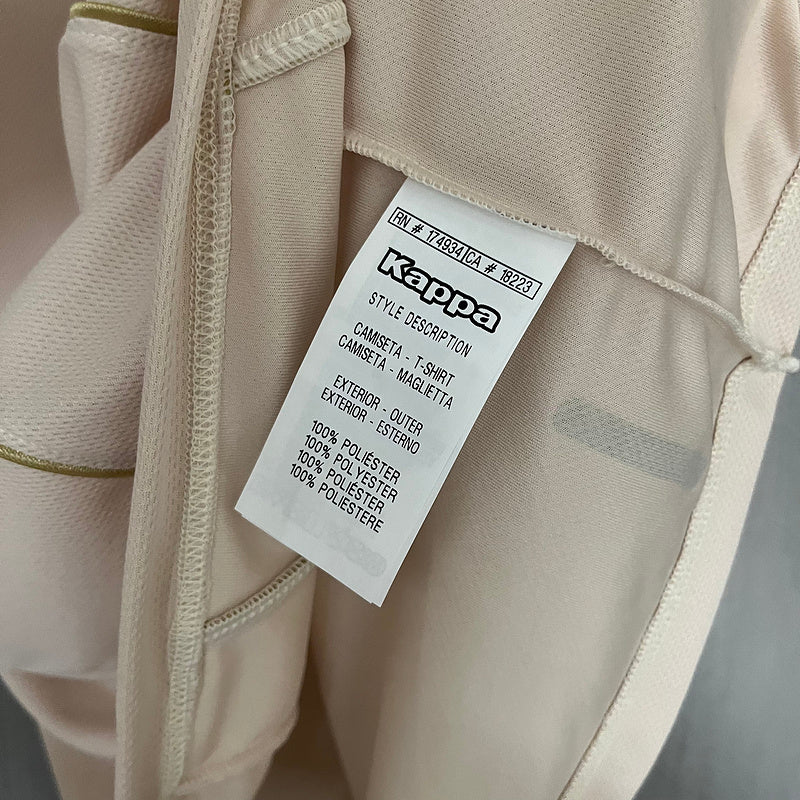 RN # 174934 CA # 18223
Kappa
STYLE DESCRIPTION
CAMISETA - T-SHIRT
CAMISETA - MAGLIETTA
EXTERIOR - OUTER
EXTERIOR - ESTERNO
100% POLIÉSTER
100% POLYESTER
100% POLIÉSTER
100% POLIESTERE